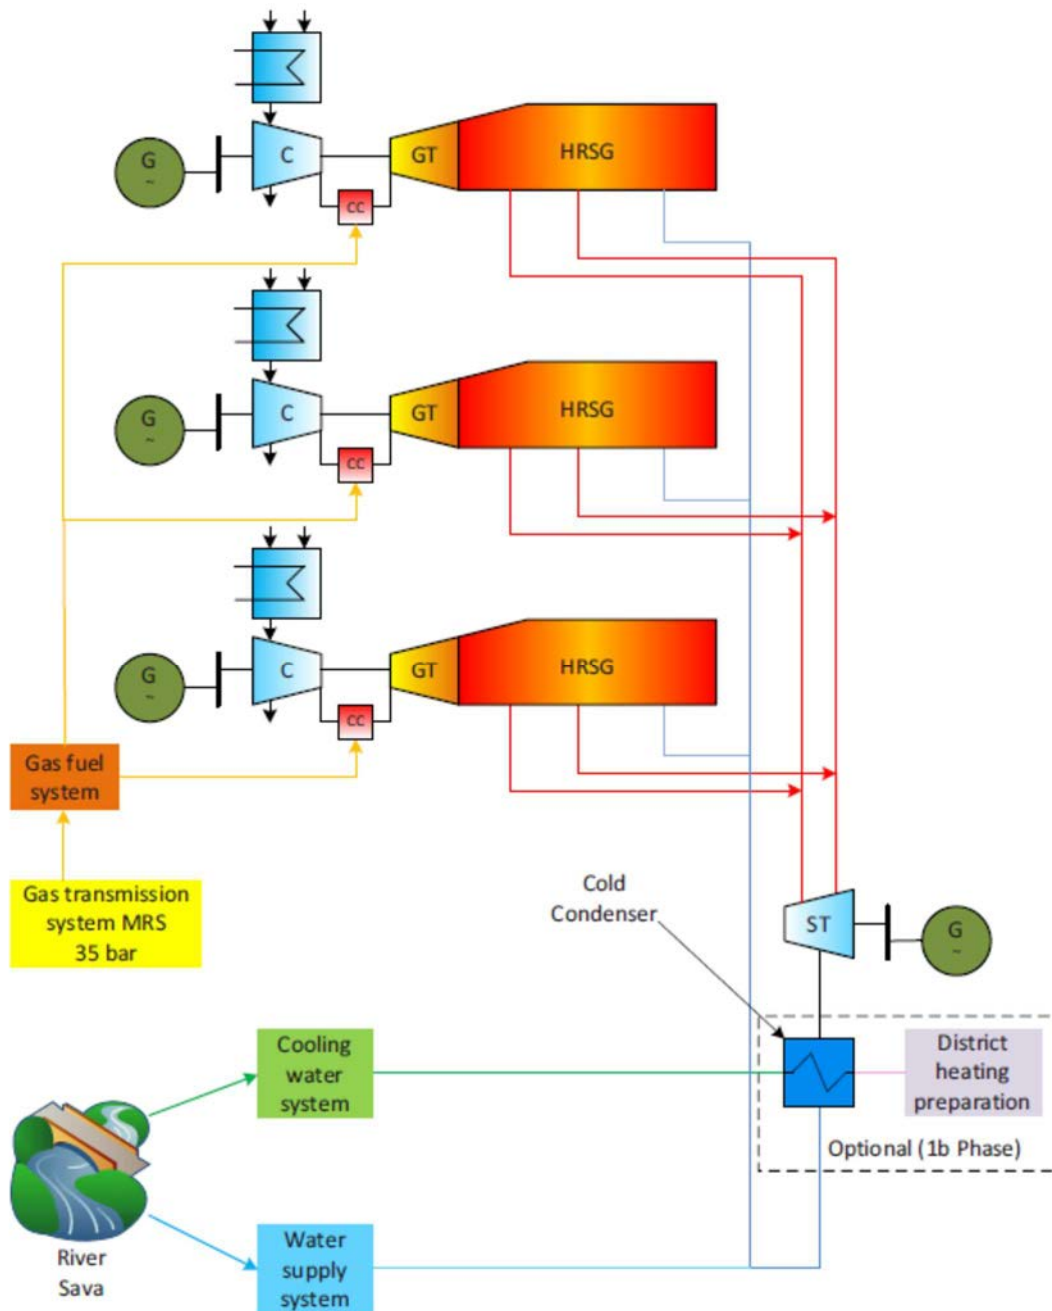 G
~
C
CC
GT
HRSG
G
~
C
CC
GT
HRSG
G
~
C
CC
GT
HRSG
Gas fuel
system
Gas transmission
system MRS
35 bar
Cold
Condenser
ST
G
~
Cooling
water
system
District
heating
preparation
Optional (1b Phase)
River
Sava
Water
supply
system